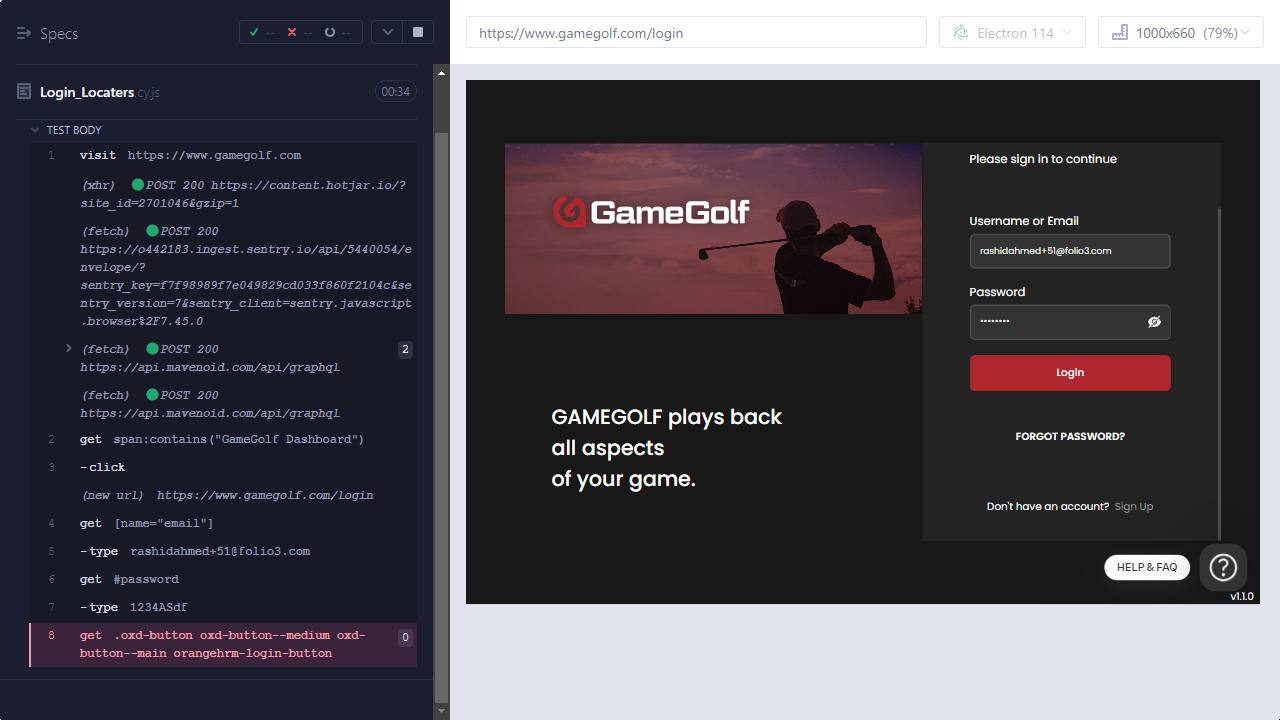 Specs
--
--
--
https://www.gamegolf.com/login
Electron 114
1000x660 (79%)
Login_Locaters.cy.js
00:34
TEST BODY
1 visit https://www.gamegolf.com
(xhr) POST 200 https://content.hotjar.io/?
site_id=2701046&gzip=1
(fetch) POST 200
https://o442183.ingest.sentry.io/api/5440054/e
nvelope/?
sentry_key=f7f98989f7e049829cd033f860f2104c&se
ntry_version=7&sentry_client=sentry.javascript
.browser%2F7.45.0
(fetch) POST 200 2
https://api.mavenoid.com/api/graphql
(fetch) POST 200
https://api.mavenoid.com/api/graphql
2 get span:contains("GameGolf Dashboard")
3 -click
(new url) https://www.gamegolf.com/login
4 get [name="email"]
5 -type rashidahmed+51@folio3.com
6 get #password
7 -type 1234ASdf
8 get .oxd-button oxd-button--medium oxd- 0
button--main orangehrm-login-button
GameGolf
GAMEGOLF plays back
all aspects
of your game.
Please sign in to continue
Username or Email
rashidahmed+51@folio3.com
Password
••••••••
Login
FORGOT PASSWORD?
Don't have an account? Sign Up
HELP & FAQ
?
v1.1.0